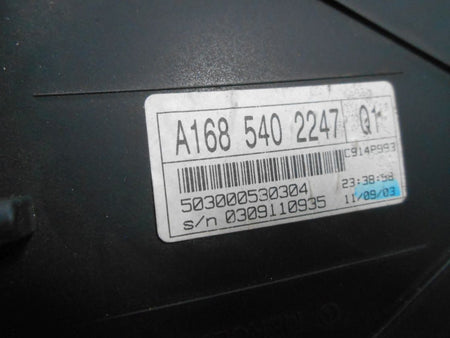 A168 540 2247 Q1
C914P993
503000530304 23:38:58
s/n 0309110935 11/09/03